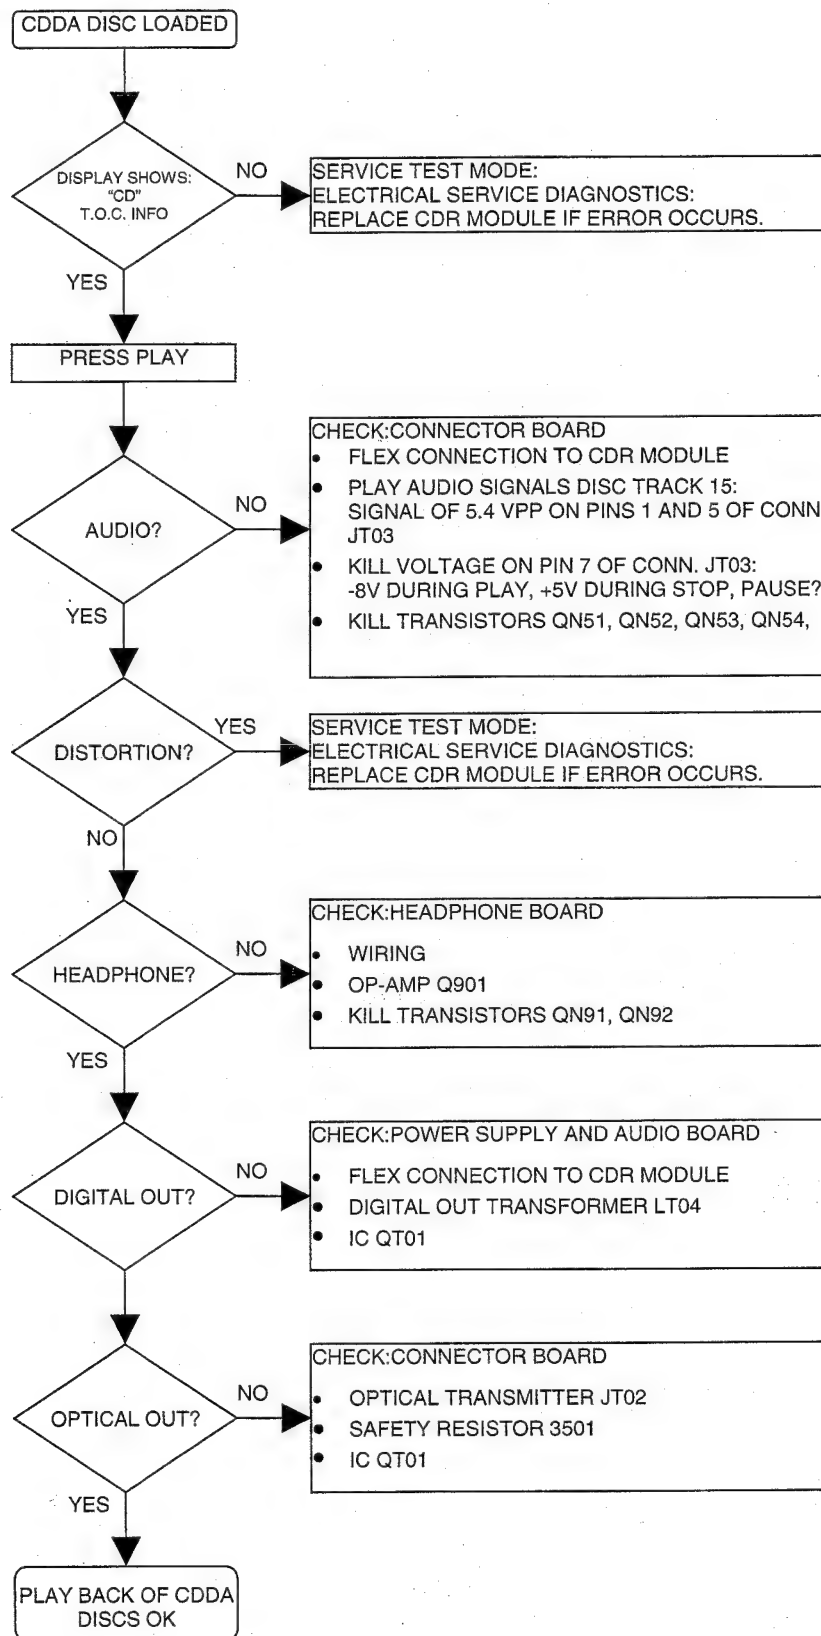 CDDA DISC LOADED
DISPLAY SHOWS:
"CD"
T.O.C. INFO
NO
SERVICE TEST MODE:
ELECTRICAL SERVICE DIAGNOSTICS:
REPLACE CDR MODULE IF ERROR OCCURS.
YES
PRESS PLAY
AUDIO?
NO
CHECK:CONNECTOR BOARD
• FLEX CONNECTION TO CDR MODULE
• PLAY AUDIO SIGNALS DISC TRACK 15:
SIGNAL OF 5.4 VPP ON PINS 1 AND 5 OF CONN
JT03
• KILL VOLTAGE ON PIN 7 OF CONN. JT03:
-8V DURING PLAY, +5V DURING STOP, PAUSE?
• KILL TRANSISTORS QN51, QN52, QN53, QN54,
YES
DISTORTION?
YES
SERVICE TEST MODE:
ELECTRICAL SERVICE DIAGNOSTICS:
REPLACE CDR MODULE IF ERROR OCCURS.
NO
HEADPHONE?
NO
CHECK:HEADPHONE BOARD
• WIRING
• OP-AMP Q901
• KILL TRANSISTORS QN91, QN92
YES
DIGITAL OUT?
NO
CHECK:POWER SUPPLY AND AUDIO BOARD
• FLEX CONNECTION TO CDR MODULE
• DIGITAL OUT TRANSFORMER LT04
• IC QT01
OPTICAL OUT?
NO
CHECK:CONNECTOR BOARD
• OPTICAL TRANSMITTER JT02
• SAFETY RESISTOR 3501
• IC QT01
YES
PLAY BACK OF CDDA
DISCS OK